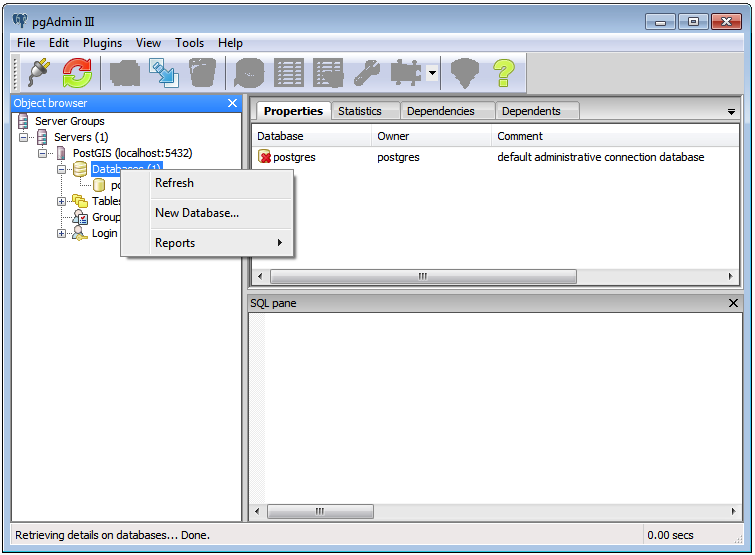 pgAdmin III
File Edit Plugins View Tools Help
Object browser
Server Groups
Servers (1)
PostGIS (localhost:5432)
Databases (1)
Tables
Group
Login
Refresh
New Database...
Reports
Properties Statistics Dependencies Dependents
Database Owner Comment
postgres postgres default administrative connection database
SQL pane
Retrieving details on databases... Done. 0.00 secs